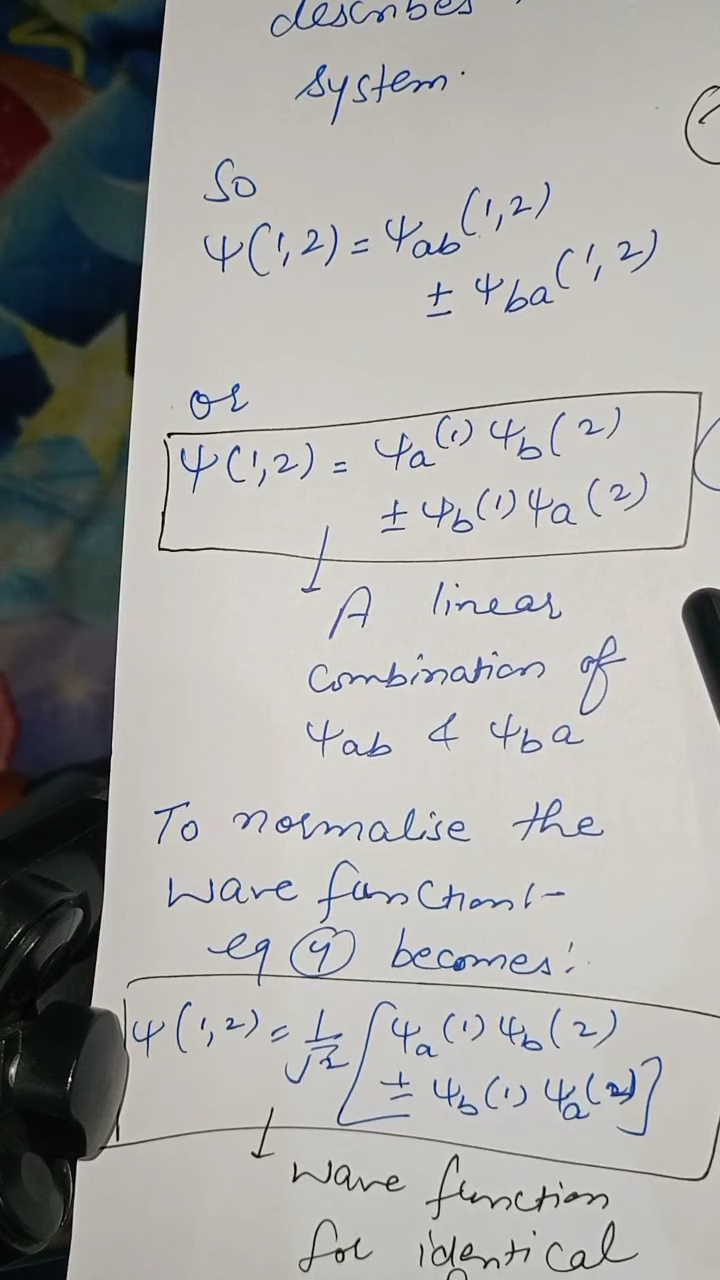 describes
system.
So
Ψ(1,2) = Ψab(1,2)
± Ψba(1,2)
or
Ψ(1,2) = Ψa(1) Ψb(2)
± Ψb(1) Ψa(2)
A linear
Combination of
Ψab & Ψba
To normalise the
Wave function:-
eq (4) becomes:
Ψ(1,2) = 1/√2 [Ψa(1) Ψb(2)
± Ψb(1) Ψa(2)]
Wave function
for identical